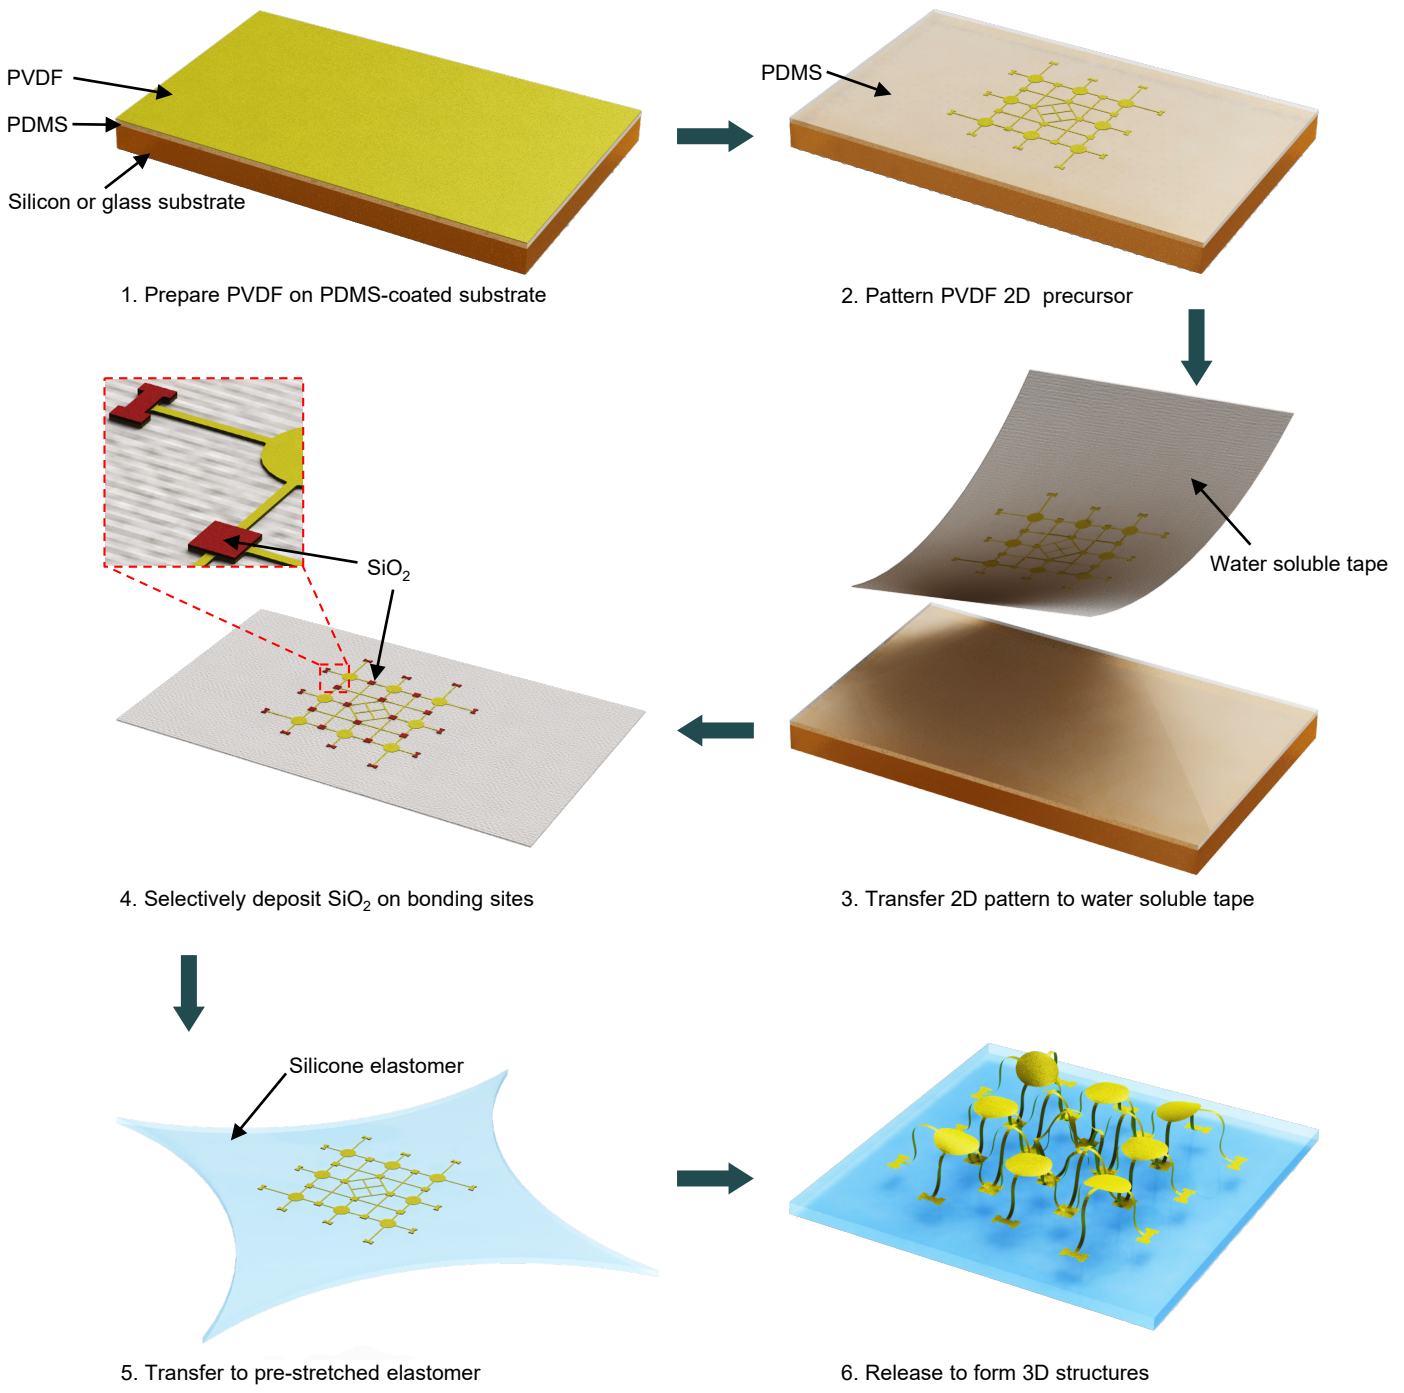 PVDF
PDMS
Silicon or glass substrate
1. Prepare PVDF on PDMS-coated substrate
PDMS
2. Pattern PVDF 2D precursor
Water soluble tape
3. Transfer 2D pattern to water soluble tape
SiO₂
4. Selectively deposit SiO₂ on bonding sites
Silicone elastomer
5. Transfer to pre-stretched elastomer
6. Release to form 3D structures